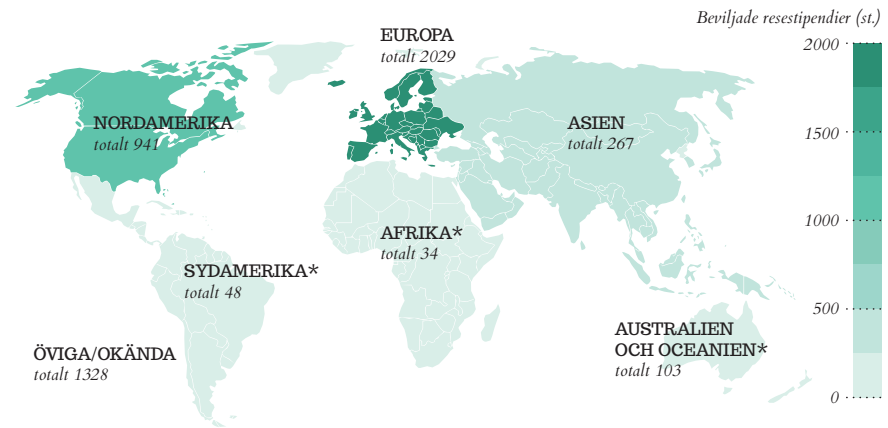 Beviljade resestipendier (st.)
2000
1500
1000
500
0
EUROPA
totalt 2029
NORDAMERIKA
totalt 941
ASIEN
totalt 267
AFRIKA*
totalt 34
SYDAMERIKA*
totalt 48
AUSTRALIEN
OCH OCEANIEN*
totalt 103
ÖVIGA/OKÄNDA
totalt 1328